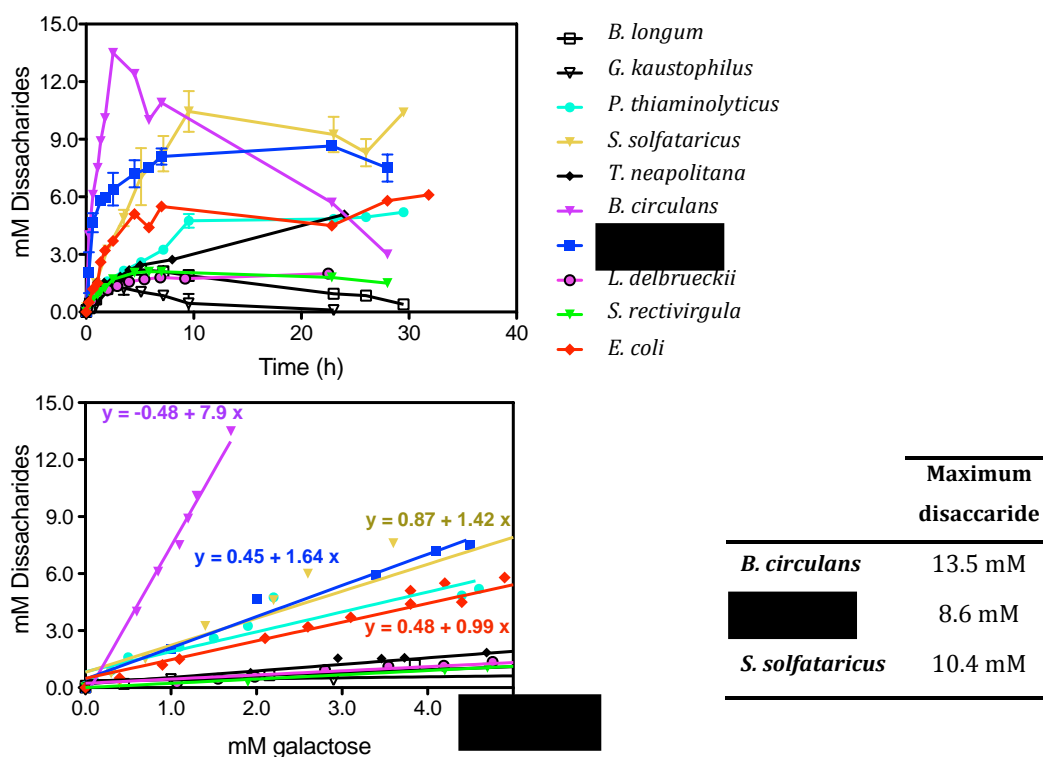 15.0
12.0
9.0
6.0
3.0
0.0
mM Dissacharides
0 10 20 30 40
Time (h)
B. longum
G. kaustophilus
P. thiaminolyticus
S. solfataricus
T. neapolitana
B. circulans
L. delbrueckii
S. rectivirgula
E. coli
15.0
12.0
9.0
6.0
3.0
0.0
mM Dissacharides
y = -0.48 + 7.9 x
y = 0.87 + 1.42 x
y = 0.45 + 1.64 x
y = 0.48 + 0.99 x
0.0 1.0 2.0 3.0 4.0
mM galactose
Maximum
disaccaride
B. circulans 13.5 mM
8.6 mM
S. solfataricus 10.4 mM